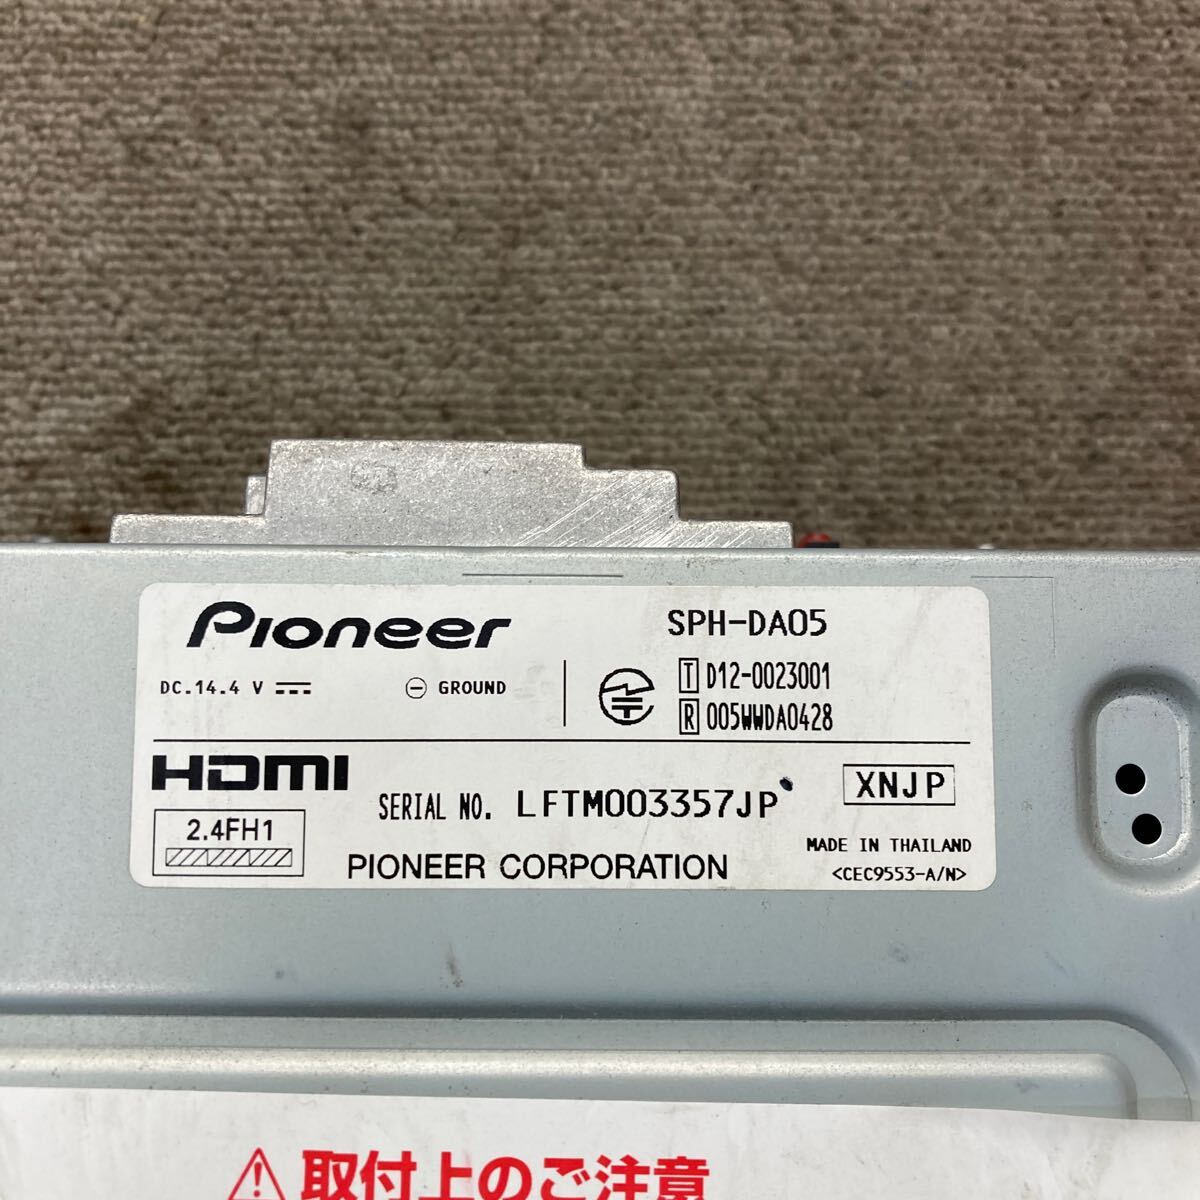 Pioneer
SPH-DA05
DC.14.4 V
GROUND
T D12-0023001
R 005WWDA0428
HDMI
SERIAL NO. LFTM003357JP
XNJP
2.4FH1
PIONEER CORPORATION
MADE IN THAILAND
<CEC9553-A/N>
取付上のご注意